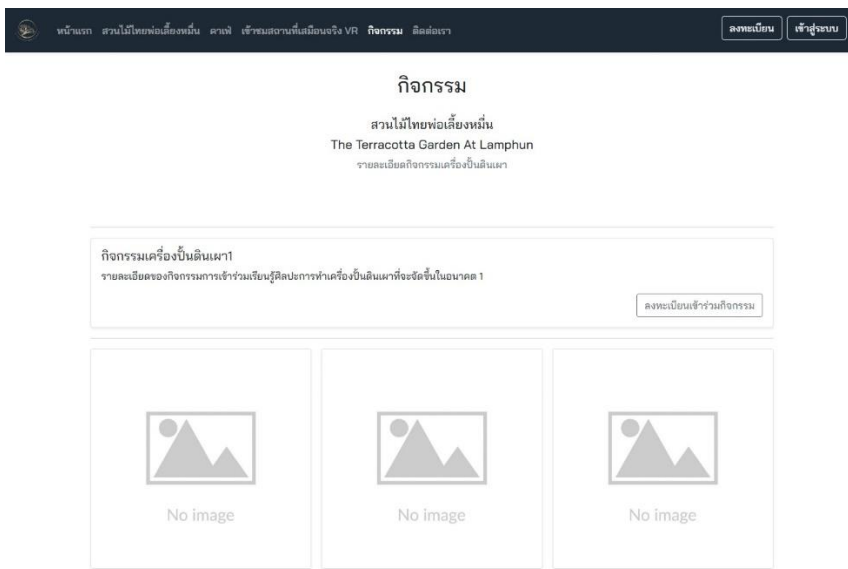 หน้าแรก สวนไม้ไทยพ่อเลี้ยงหมื่น คาเฟ่ เข้าชมสถานที่เสมือนจริง VR กิจกรรม ติดต่อเรา ลงทะเบียน เข้าสู่ระบบ
กิจกรรม
สวนไม้ไทยพ่อเลี้ยงหมื่น
The Terracotta Garden At Lamphun
รายละเอียดกิจกรรมเครื่องปั้นดินเผา
กิจกรรมเครื่องปั้นดินเผา1
รายละเอียดของกิจกรรมการเข้าร่วมเรียนรู้ศิลปะการทำเครื่องปั้นดินเผาที่จะจัดขึ้นในอนาคต 1
ลงทะเบียนเข้าร่วมกิจกรรม
No image No image No image